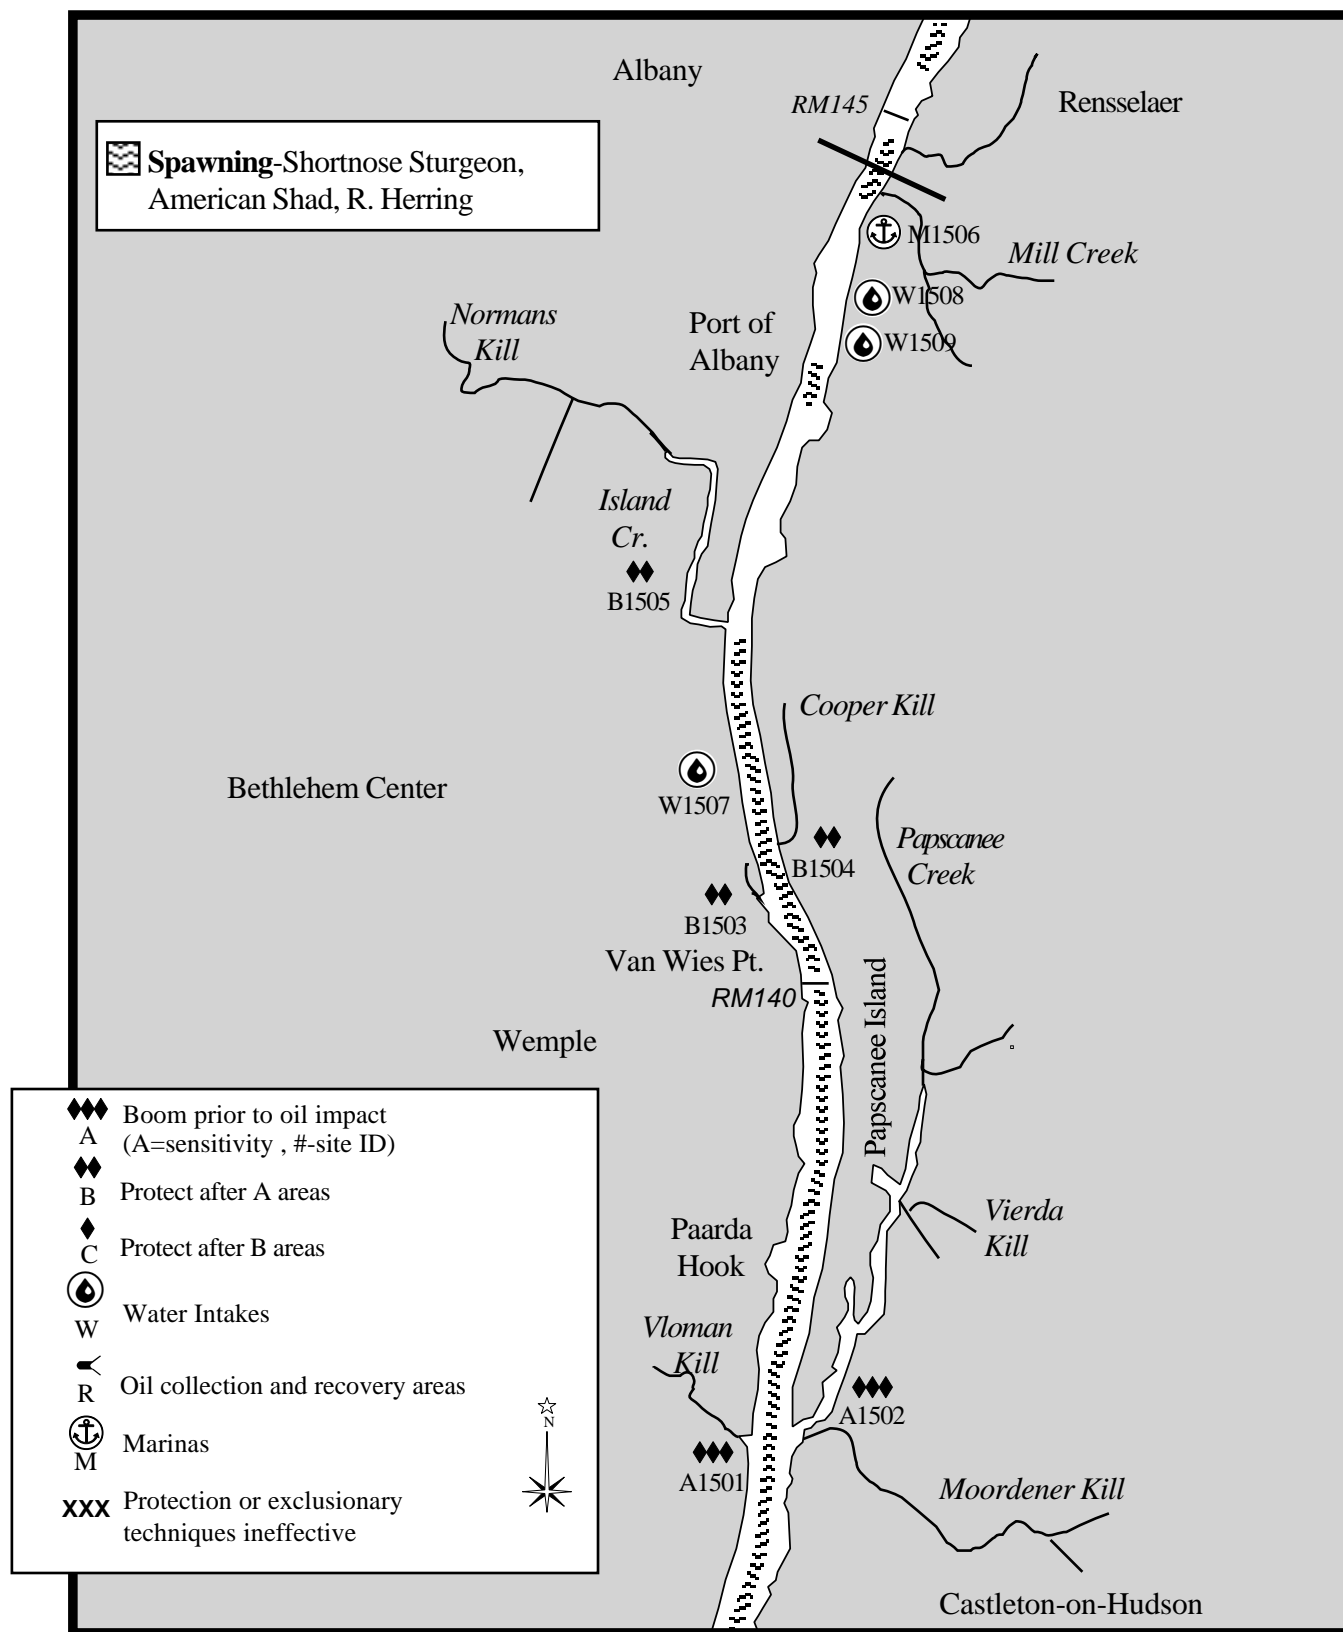 Albany
RM145
Rensselaer
Spawning-Shortnose Sturgeon,
American Shad, R. Herring
M1506
Mill Creek
W1508
W1509
Normans
Kill
Port of
Albany
Island
Cr.
B1505
Cooper Kill
Bethlehem Center
W1507
B1504
Papscanee
Creek
B1503
Van Wies Pt.
RM140
Papscanee Island
Wemple
Paarda
Hook
Vierda
Kill
Vloman
Kill
A1502
A1501
Moordener Kill
Castleton-on-Hudson
A
Boom prior to oil impact
(A=sensitivity , #-site ID)
B
Protect after A areas
C
Protect after B areas
W
Water Intakes
R
Oil collection and recovery areas
M
Marinas
XXX
Protection or exclusionary
techniques ineffective
N